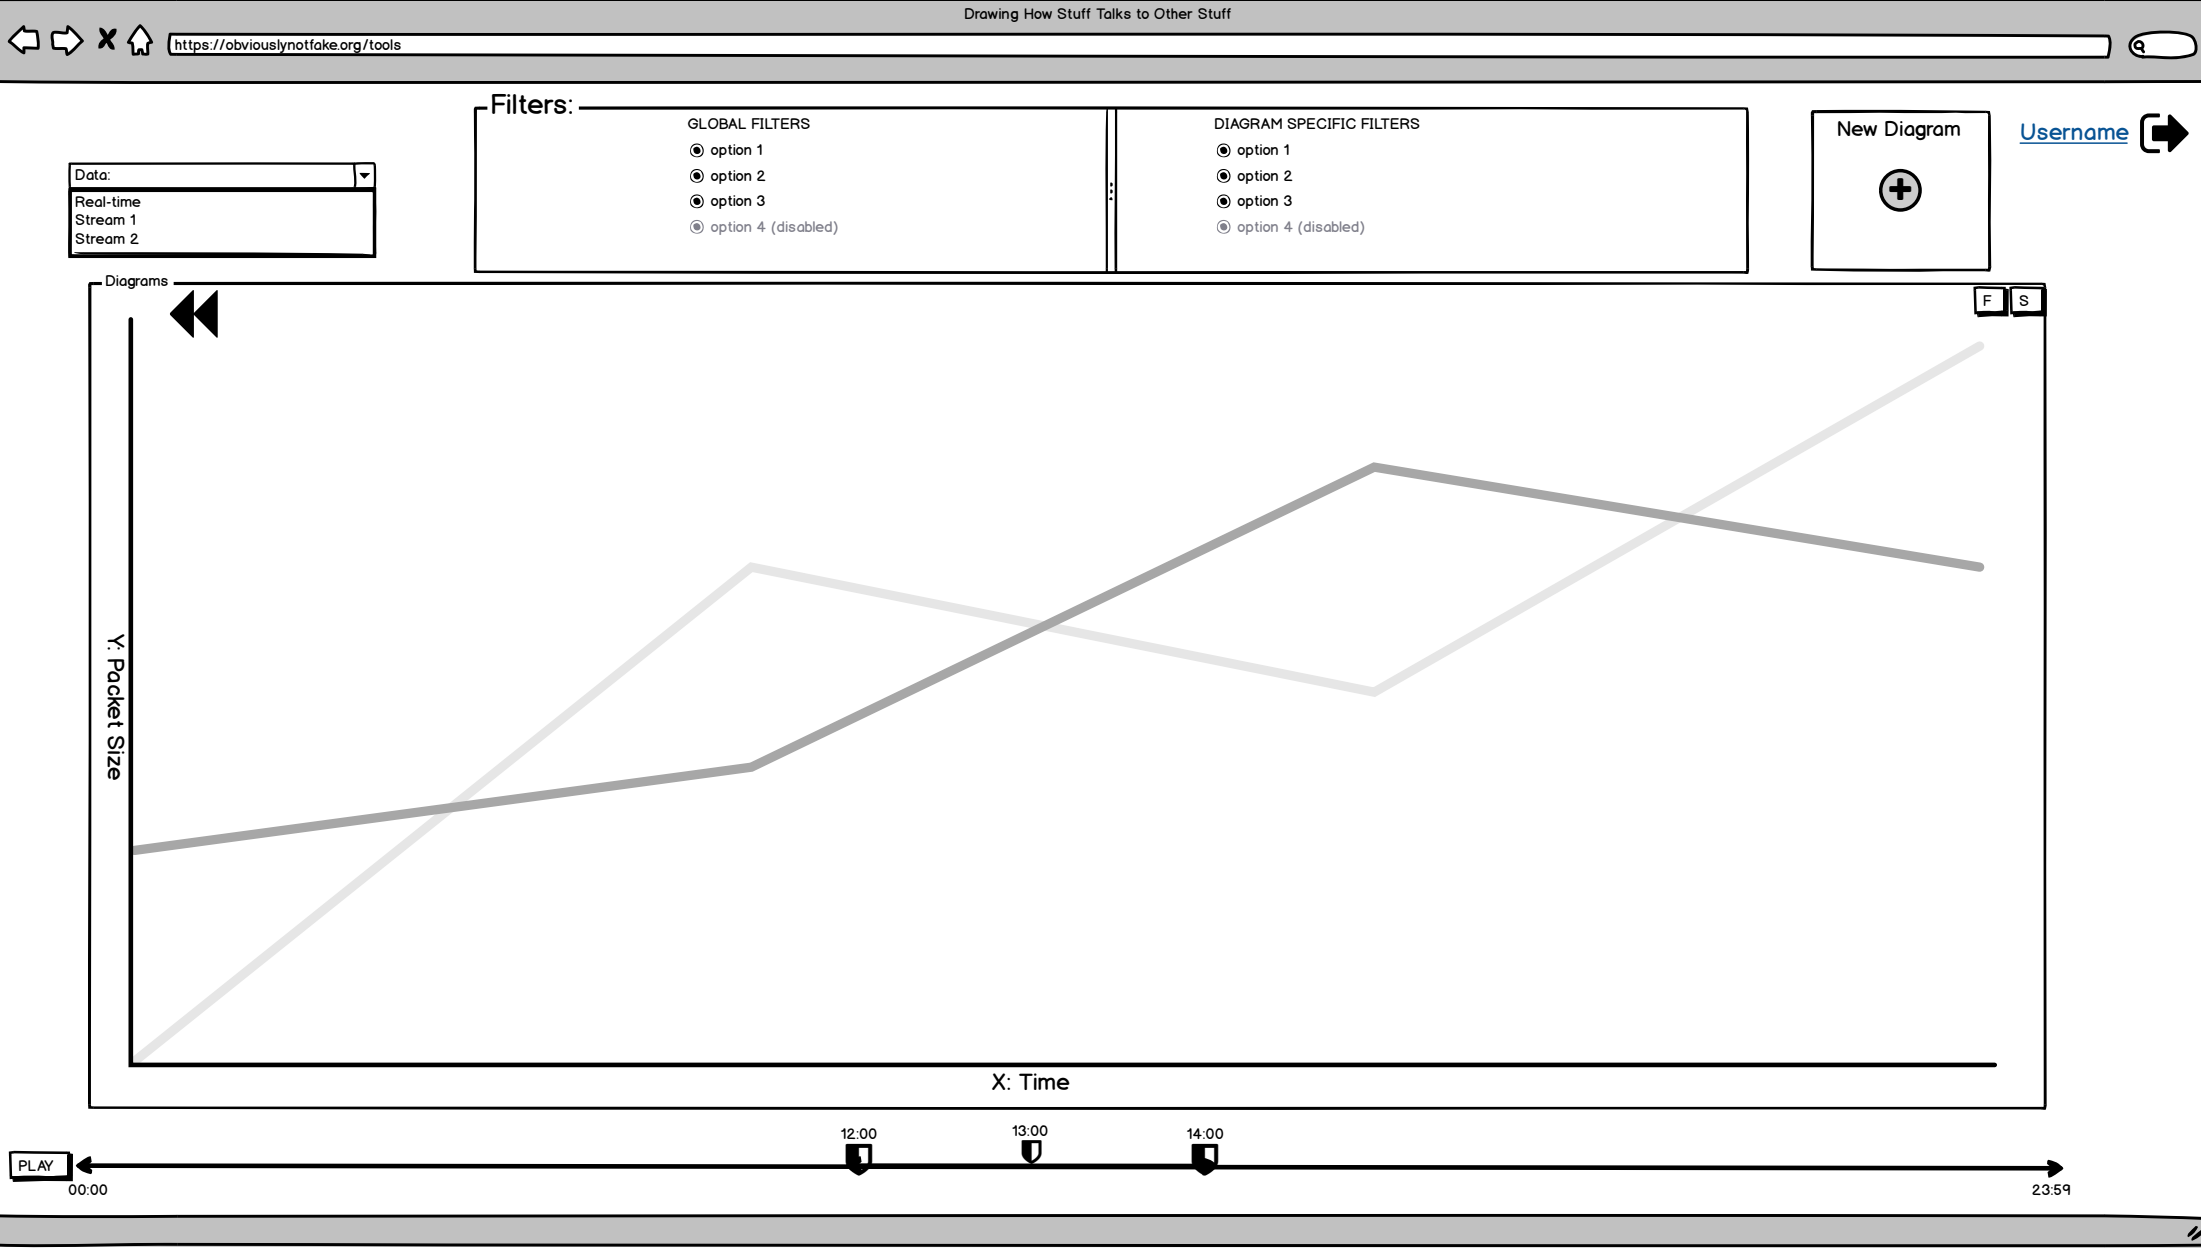 Drawing How Stuff Talks to Other Stuff
https://obviouslynotfake.org/tools
Filters:
GLOBAL FILTERS
option 1
option 2
option 3
option 4 (disabled)
DIAGRAM SPECIFIC FILTERS
option 1
option 2
option 3
option 4 (disabled)
New Diagram
Username
Data:
Real-time
Stream 1
Stream 2
Diagrams
F
S
Y: Packet Size
X: Time
12:00
13:00
14:00
PLAY
00:00
23:59